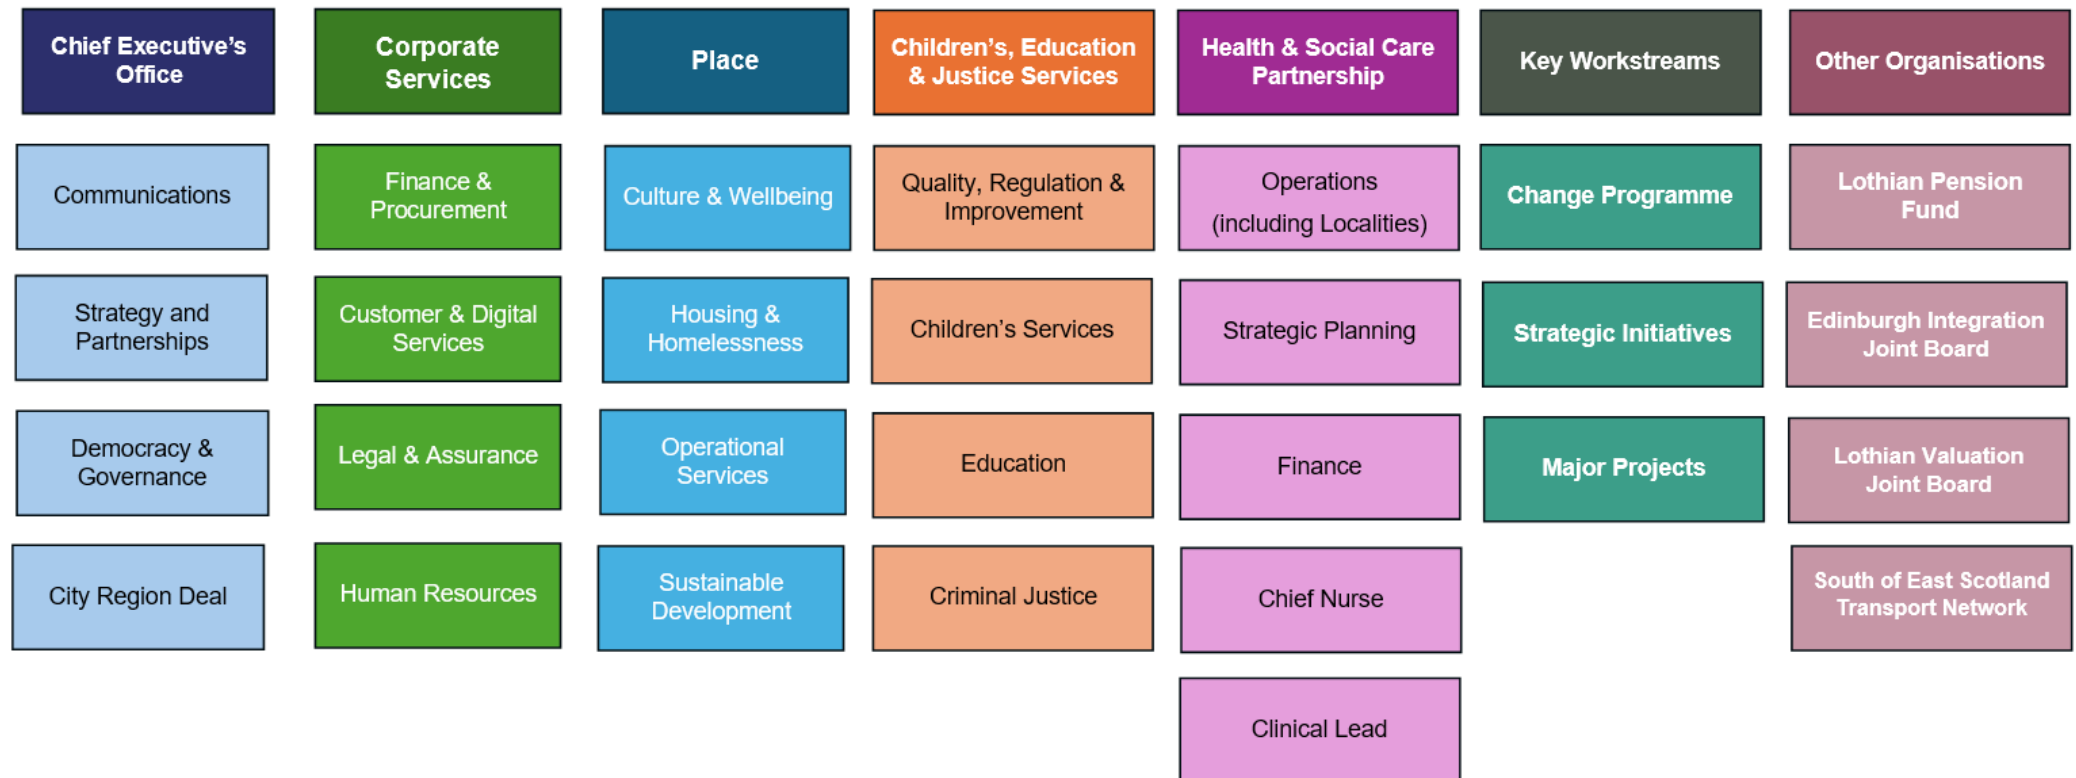 Chief Executive’s
Office
Communications
Strategy and
Partnerships
Democracy &
Governance
City Region Deal
Corporate
Services
Finance &
Procurement
Customer & Digital
Services
Legal & Assurance
Human Resources
Place
Culture & Wellbeing
Housing &
Homelessness
Operational
Services
Sustainable
Development
Children’s, Education
& Justice Services
Quality, Regulation &
Improvement
Children’s Services
Education
Criminal Justice
Health & Social Care
Partnership
Operations
(including Localities)
Strategic Planning
Finance
Chief Nurse
Clinical Lead
Key Workstreams
Change Programme
Strategic Initiatives
Major Projects
Other Organisations
Lothian Pension
Fund
Edinburgh Integration
Joint Board
Lothian Valuation
Joint Board
South of East Scotland
Transport Network